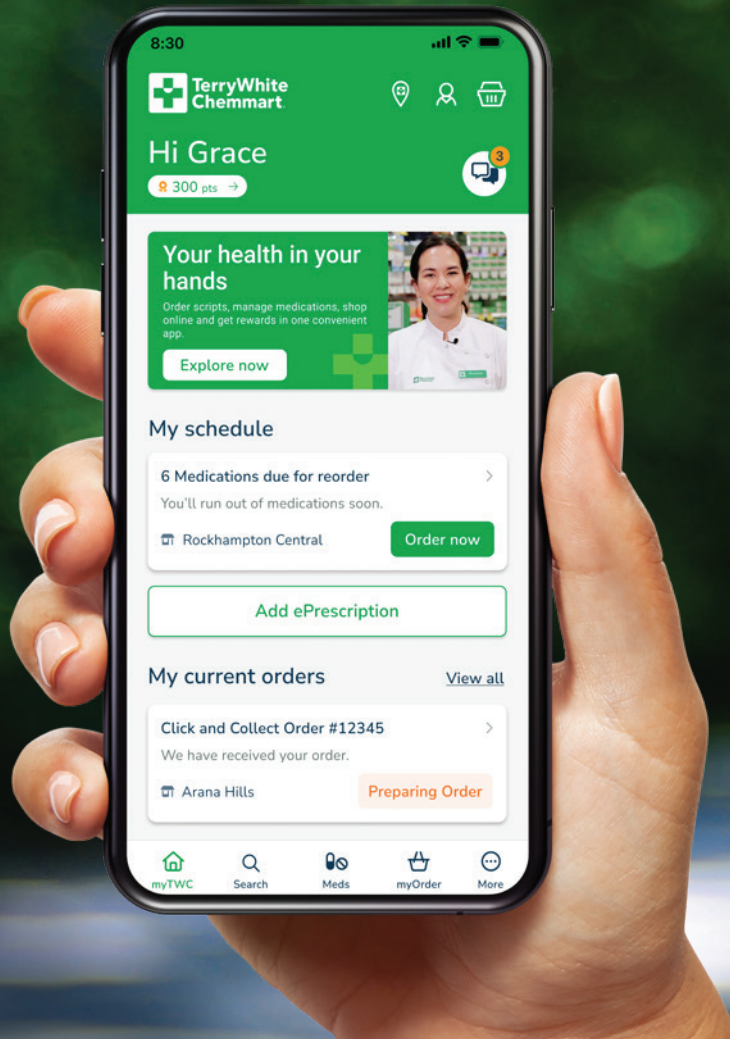 8:30
TerryWhite
Chemmart
Hi Grace
3
300 pts →
Your health in your
hands
Order scripts, manage medications, shop
online and get rewards in one convenient
app.
Explore now
My schedule
6 Medications due for reorder
You'll run out of medications soon.
Rockhampton Central
Order now
Add ePrescription
My current orders
View all
Click and Collect Order #12345
We have received your order.
Arana Hills
Preparing Order
myTWC
Search
Meds
myOrder
More